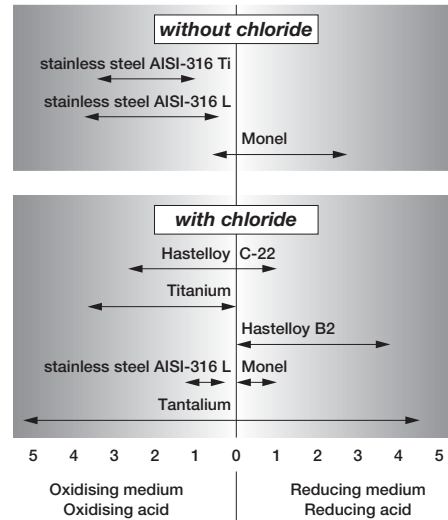 without chloride
stainless steel AISI-316 Ti
stainless steel AISI-316 L
Monel
with chloride
Hastelloy C-22
Titanium
Hastelloy B2
stainless steel AISI-316 L Monel
Tantalium
5 4 3 2 1 0 1 2 3 4 5
Oxidising medium Reducing medium
Oxidising acid Reducing acid